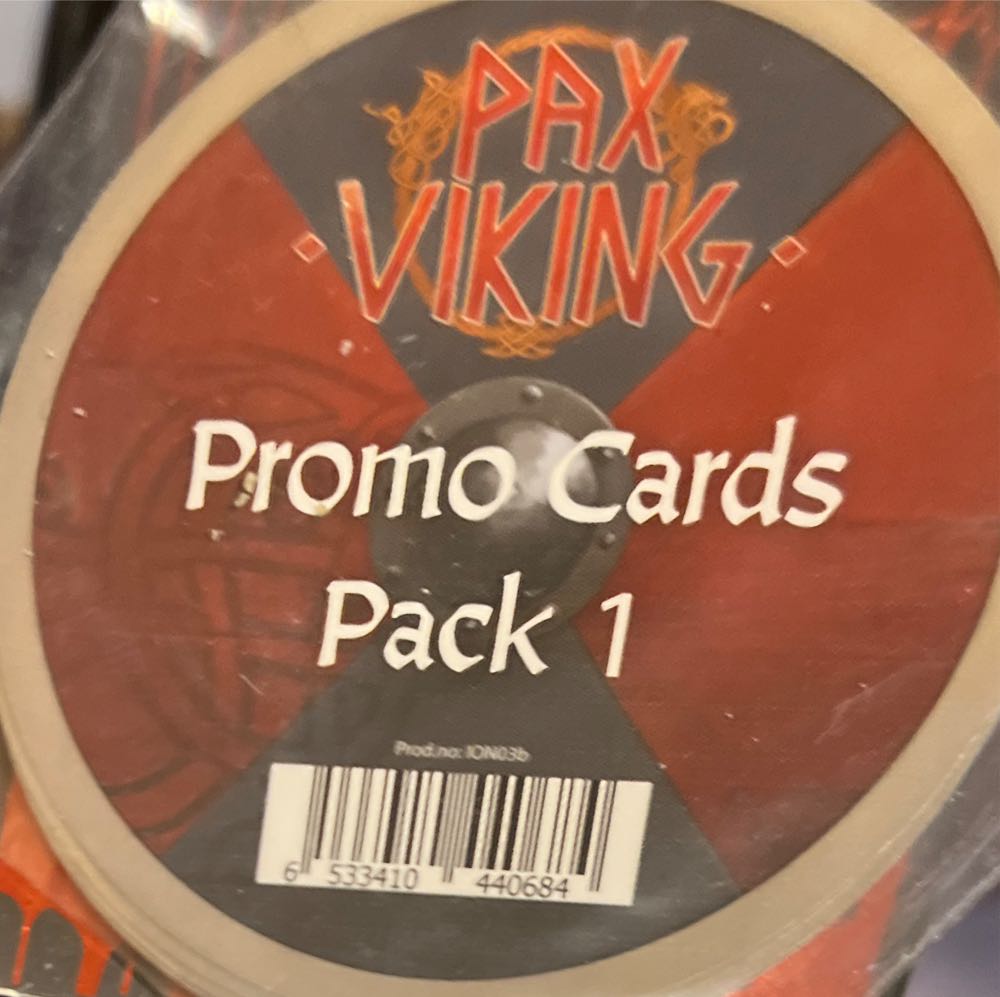 PAX
VIKING
Promo Cards
Pack 1
Prod.no: ION03b
6 533410 440684